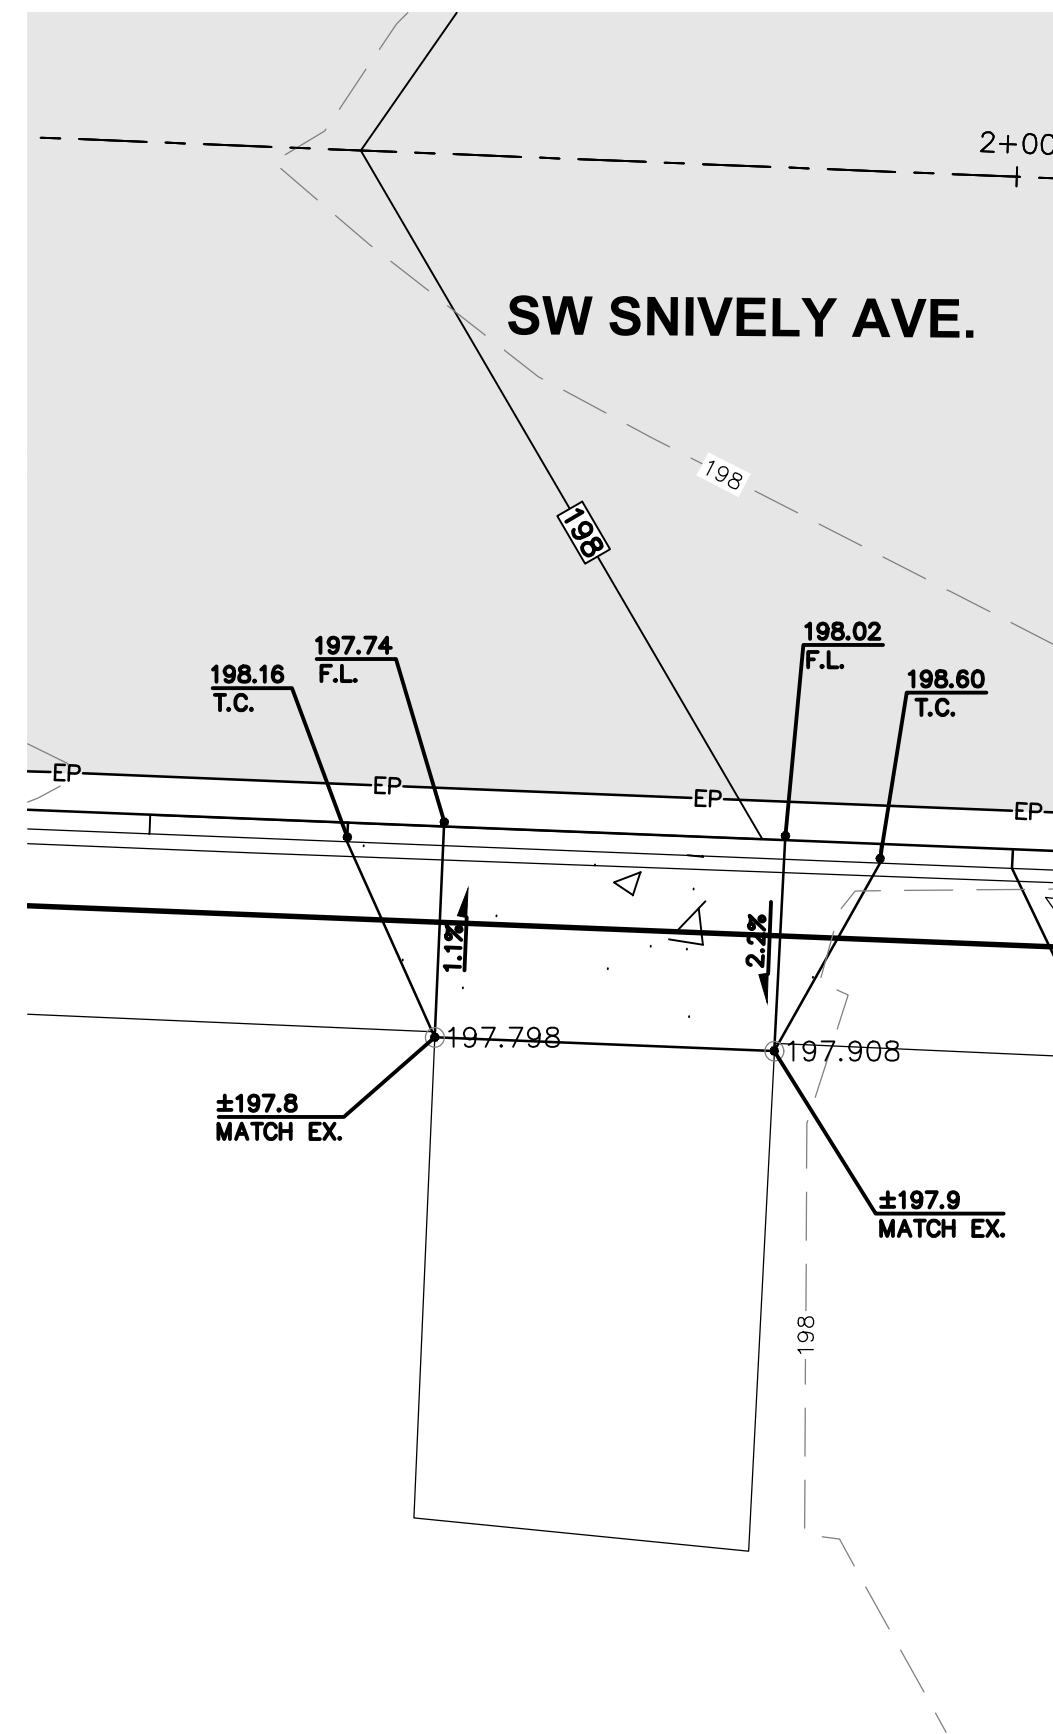 2+00
SW SNIVELY AVE.
198
198
198.02
F.L.
197.74
F.L.
198.16
T.C.
198.60
T.C.
EP
EP
EP
EP
1.1%
2.2%
197.798
197.908
±197.8
MATCH EX.
±197.9
MATCH EX.
198